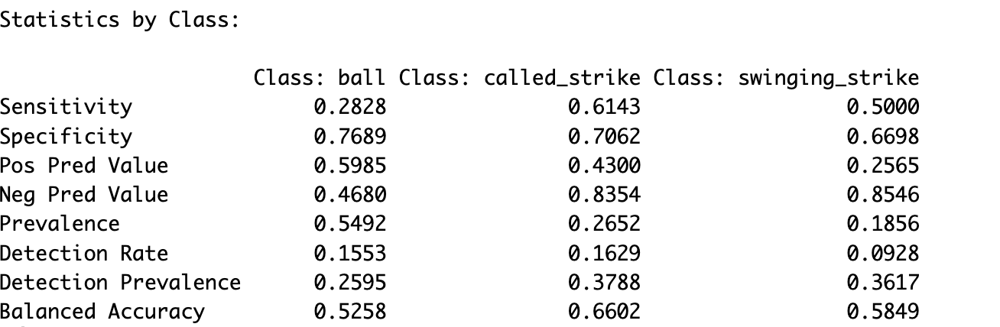 Statistics by Class:
Class: ball Class: called_strike Class: swinging_strike
Sensitivity 0.2828 0.6143 0.5000
Specificity 0.7689 0.7062 0.6698
Pos Pred Value 0.5985 0.4300 0.2565
Neg Pred Value 0.4680 0.8354 0.8546
Prevalence 0.5492 0.2652 0.1856
Detection Rate 0.1553 0.1629 0.0928
Detection Prevalence 0.2595 0.3788 0.3617
Balanced Accuracy 0.5258 0.6602 0.5849